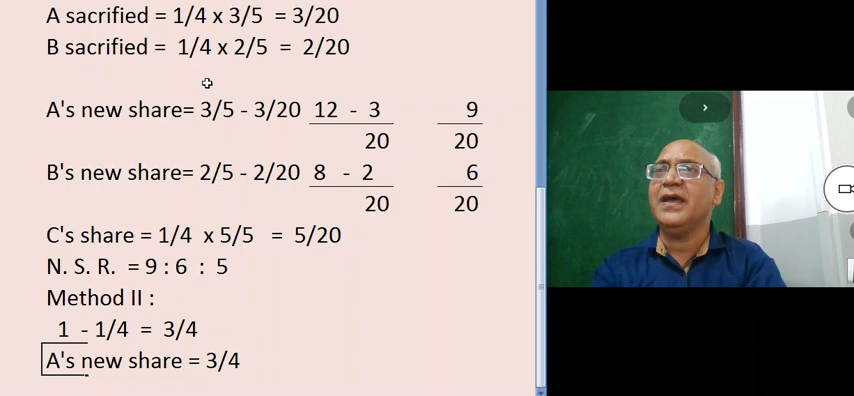 A sacrified = 1/4 x 3/5 = 3/20
B sacrified = 1/4 x 2/5 = 2/20
A's new share= 3/5 - 3/20 12 - 3 9
20 20
B's new share= 2/5 - 2/20 8 - 2 6
20 20
C's share = 1/4 x 5/5 = 5/20
N. S. R. = 9 : 6 : 5
Method II :
1 - 1/4 = 3/4
A's new share = 3/4